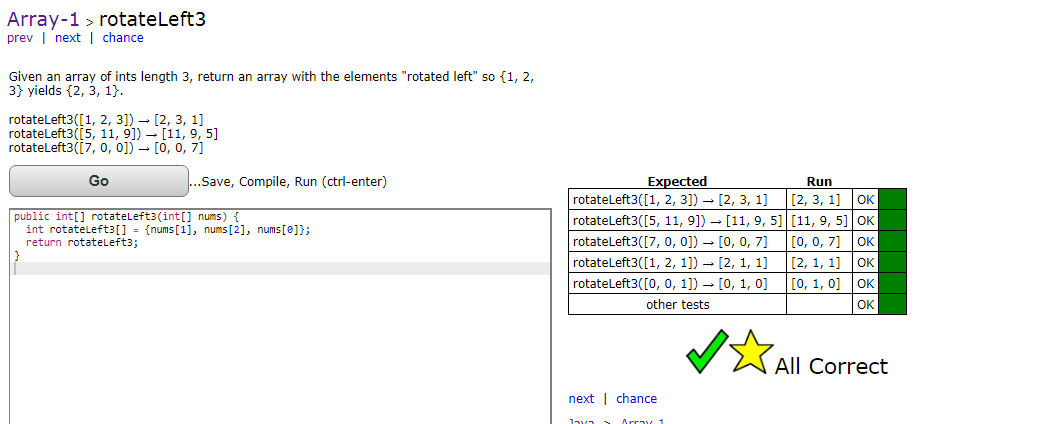 Array-1 > rotateLeft3
prev | next | chance
Given an array of ints length 3, return an array with the elements "rotated left" so {1, 2,
3} yields {2, 3, 1}.
rotateLeft3([1, 2, 3]) → [2, 3, 1]
rotateLeft3([5, 11, 9]) → [11, 9, 5]
rotateLeft3([7, 0, 0]) → [0, 0, 7]
Go ...Save, Compile, Run (ctrl-enter)
public int[] rotateLeft3(int[] nums) {
int rotateLeft3[] = {nums[1], nums[2], nums[0]};
return rotateLeft3;
}
Expected Run
rotateLeft3([1, 2, 3]) → [2, 3, 1] [2, 3, 1] OK
rotateLeft3([5, 11, 9]) → [11, 9, 5] [11, 9, 5] OK
rotateLeft3([7, 0, 0]) → [0, 0, 7] [0, 0, 7] OK
rotateLeft3([1, 2, 1]) → [2, 1, 1] [2, 1, 1] OK
rotateLeft3([0, 0, 1]) → [0, 1, 0] [0, 1, 0] OK
other tests OK
All Correct
next | chance
Java > Array-1